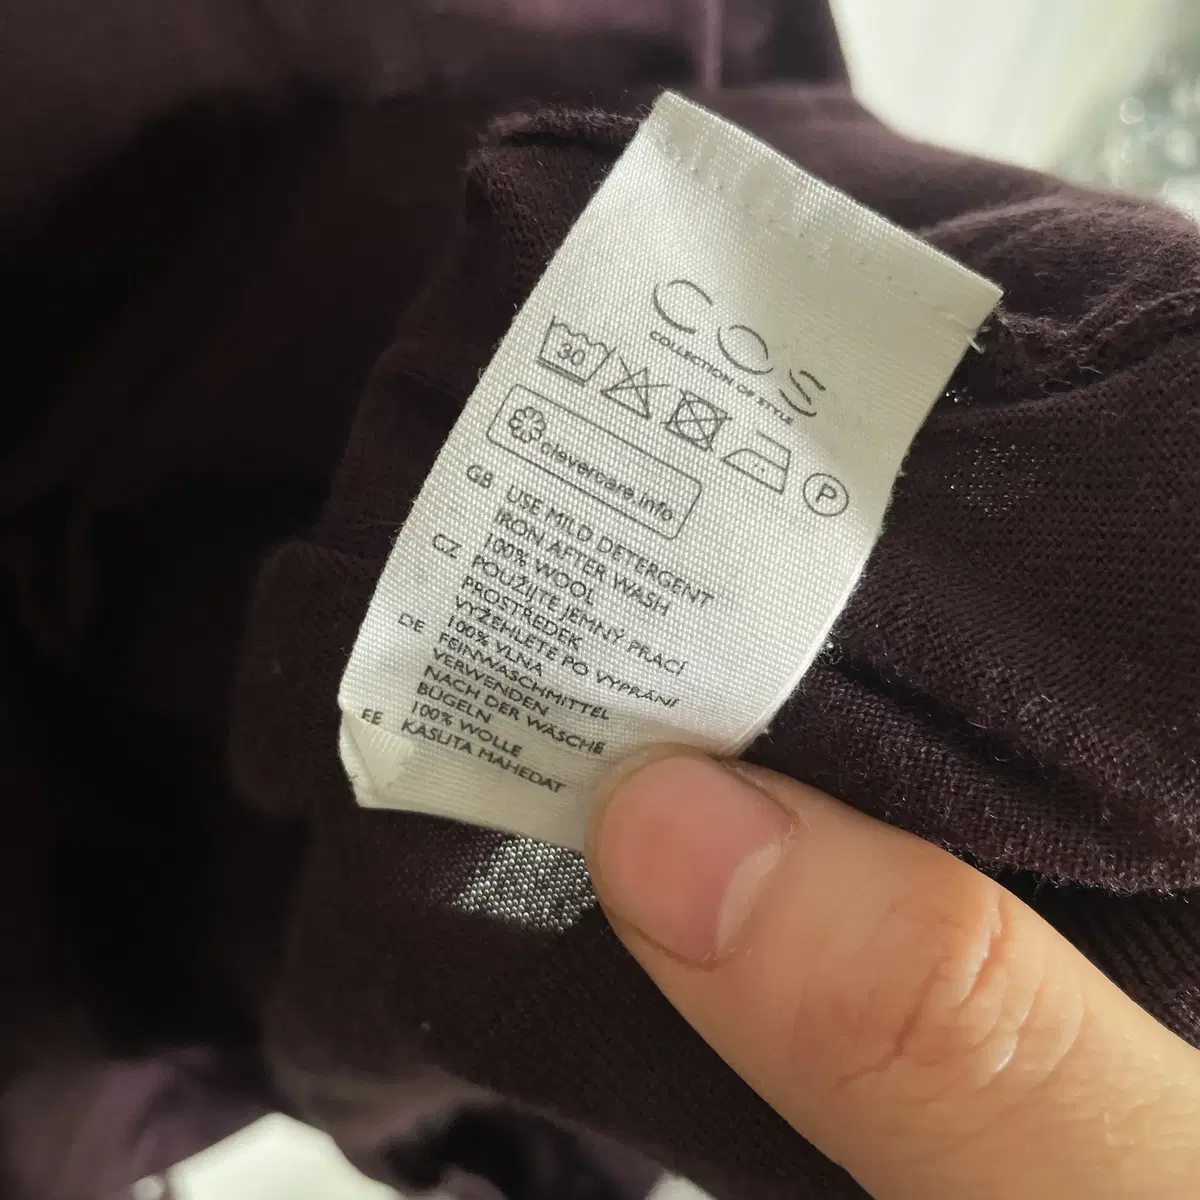 COS
COLLECTION OF STYLE
30
P
clevercare.info
GB USE MILD DETERGENT
IRON AFTER WASH
100% WOOL
CZ POUŽIJTE JEMNÝ PRACÍ
PROSTŘEDEK
VYŽEHLETE PO VYPRÁNÍ
100% VLNA
DE FEINWASCHMITTEL
VERWENDEN
NACH DER WÄSCHE
BÜGELN
100% WOLLE
EE KASUTA MAHEDAT